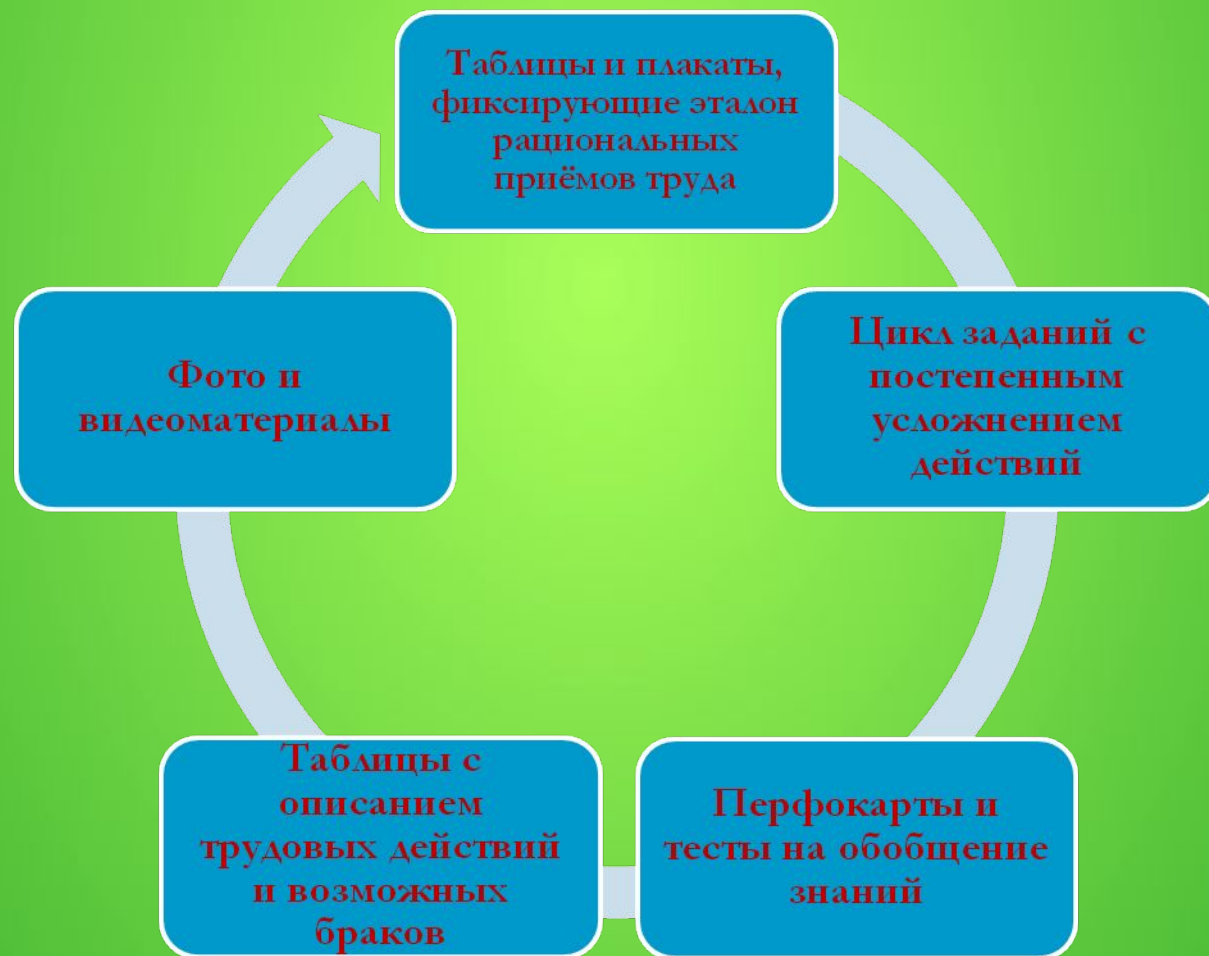 Таблицы и плакаты,
фиксирующие эталон
рациональных
приёмов труда
Цикл заданий с
постепенным
усложнением
действий
Перфокарты и
тесты на обобщение
знаний
Таблицы с
описанием
трудовых действий
и возможных
браков
Фото и
видеоматериалы